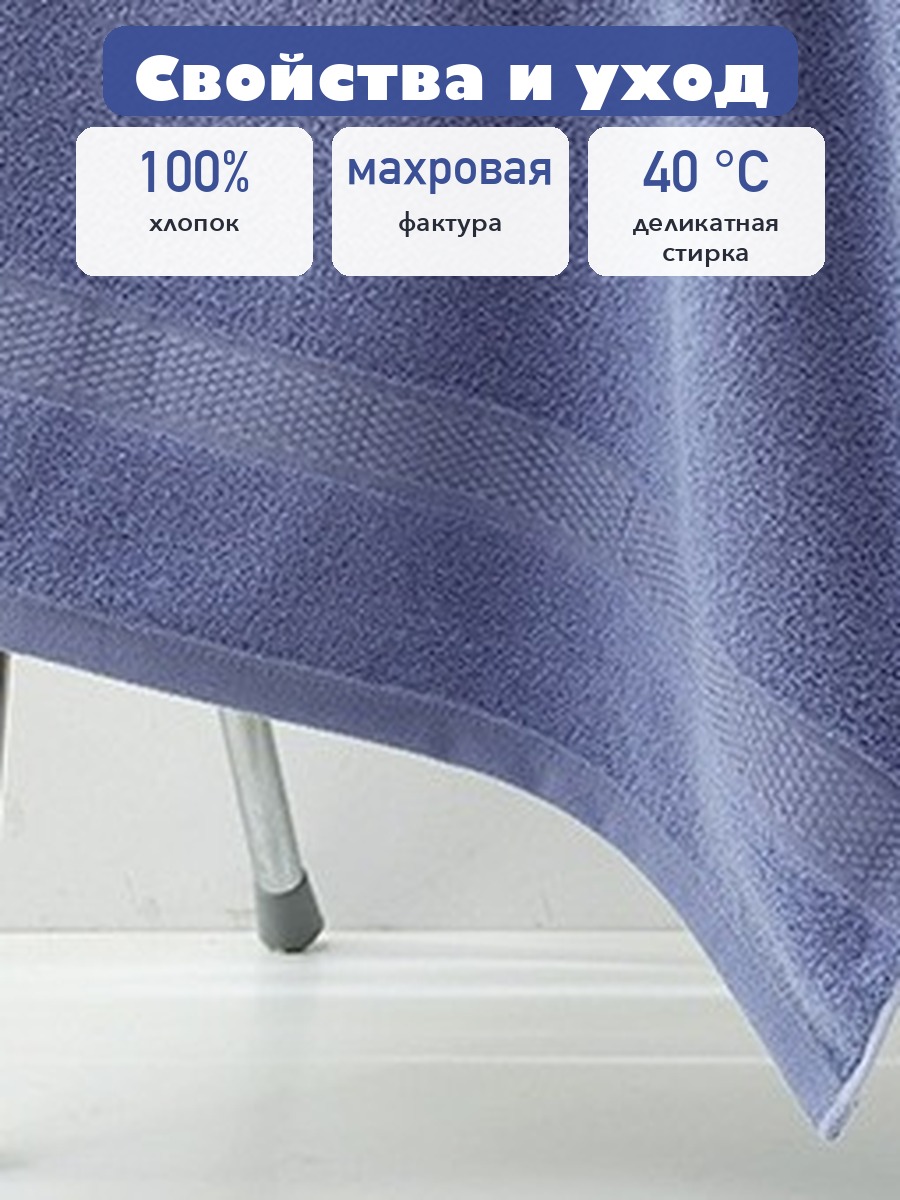 Свойства и уход
100%
хлопок
махровая
фактура
40 °C
деликатная
стирка